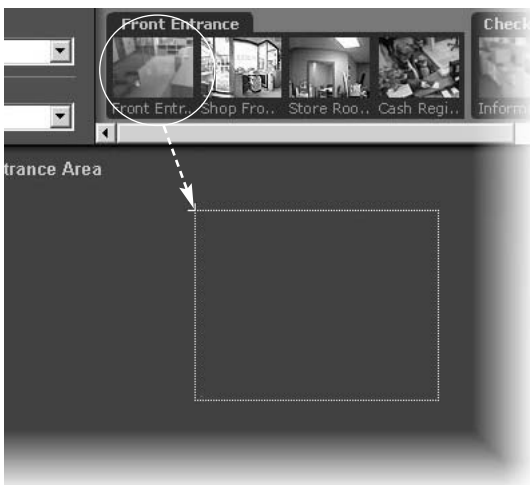 Front Entrance
Check
Front Entr.. Shop Fro.. Store Roo.. Cash Regi.. Inform
trance Area